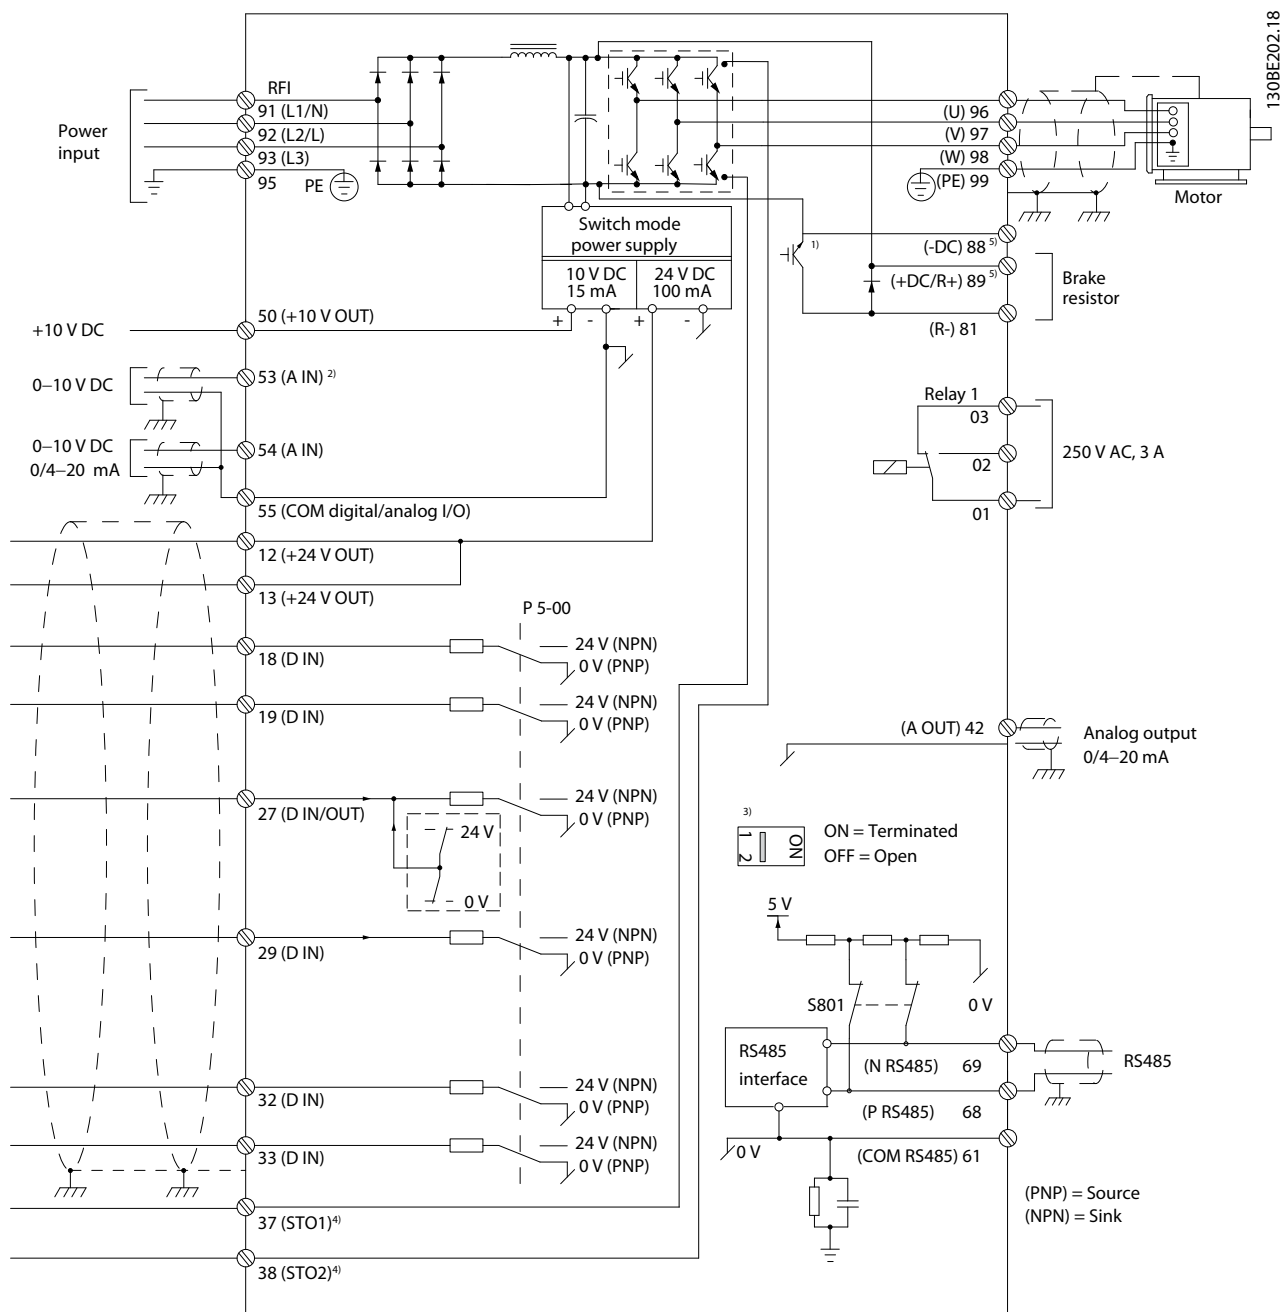 130BE202.18
Power
input
RFI
91 (L1/N)
92 (L2/L)
93 (L3)
95
PE
(U) 96
(V) 97
(W) 98
(PE) 99
Motor
Switch mode
power supply
10 V DC
15 mA
24 V DC
100 mA
+ - + -
1)
(-DC) 88 5)
(+DC/R+) 89 5)
(R-) 81
Brake
resistor
+10 V DC
50 (+10 V OUT)
0–10 V DC
53 (A IN) 2)
0–10 V DC
0/4–20 mA
54 (A IN)
55 (COM digital/analog I/O)
Relay 1
03
02
01
250 V AC, 3 A
12 (+24 V OUT)
13 (+24 V OUT)
P 5-00
18 (D IN)
24 V (NPN)
0 V (PNP)
19 (D IN)
24 V (NPN)
0 V (PNP)
(A OUT) 42
Analog output
0/4–20 mA
27 (D IN/OUT)
24 V (NPN)
0 V (PNP)
24 V
0 V
3)
1 2
ON
ON = Terminated
OFF = Open
29 (D IN)
24 V (NPN)
0 V (PNP)
5 V
0 V
S801
RS485
interface
(N RS485) 69
(P RS485) 68
RS485
0 V
(COM RS485) 61
32 (D IN)
24 V (NPN)
0 V (PNP)
33 (D IN)
24 V (NPN)
0 V (PNP)
37 (STO1)4)
38 (STO2)4)
(PNP) = Source
(NPN) = Sink